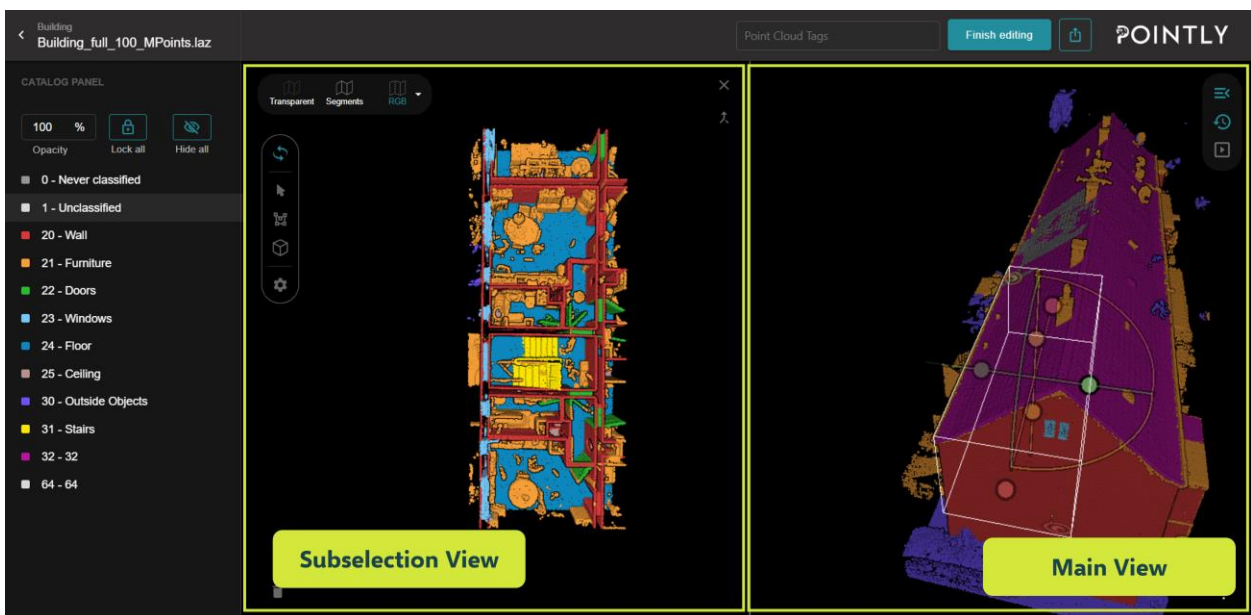 Building
Building_full_100_MPoints.laz
Point Cloud Tags
Finish editing
POINTLY
CATALOG PANEL
100 %
Opacity
Lock all
Hide all
0 - Never classified
1 - Unclassified
20 - Wall
21 - Furniture
22 - Doors
23 - Windows
24 - Floor
25 - Ceiling
30 - Outside Objects
31 - Stairs
32 - 32
64 - 64
Transparent
Segments
RGB
Subselection View
Main View